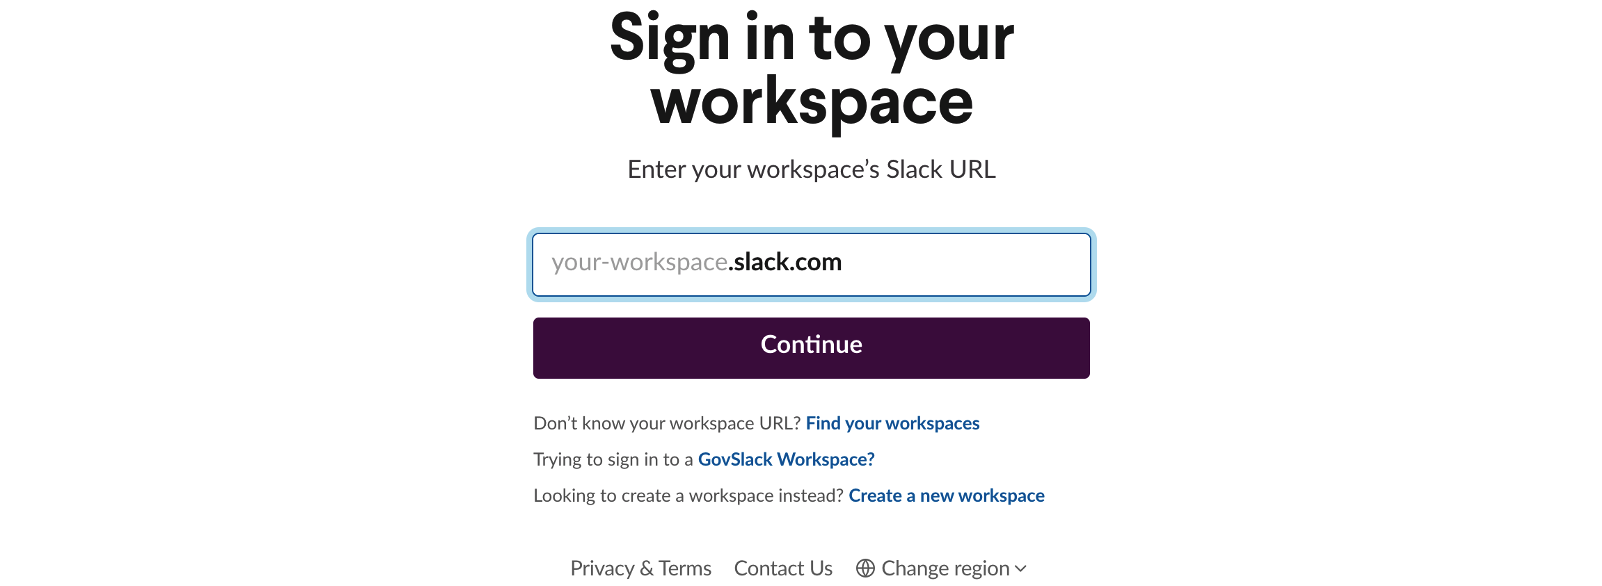 Sign in to your
workspace
Enter your workspace’s Slack URL
your-workspace.slack.com
Continue
Don’t know your workspace URL? Find your workspaces
Trying to sign in to a GovSlack Workspace?
Looking to create a workspace instead? Create a new workspace
Privacy & Terms Contact Us Change region